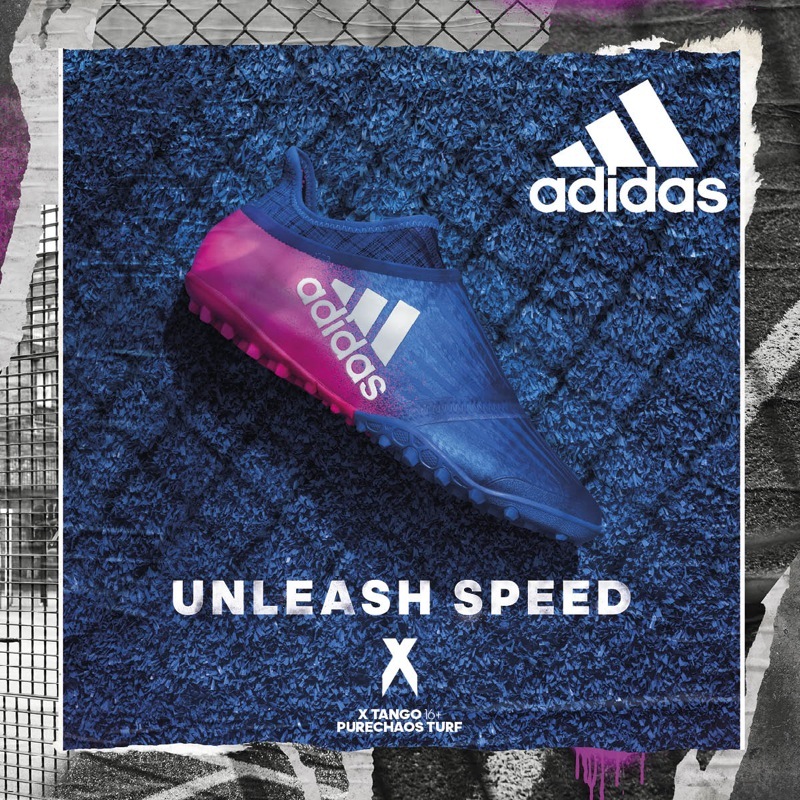 adidas
adidas
UNLEASH SPEED
X
X TANGO 16+
PURECHAOS TURF